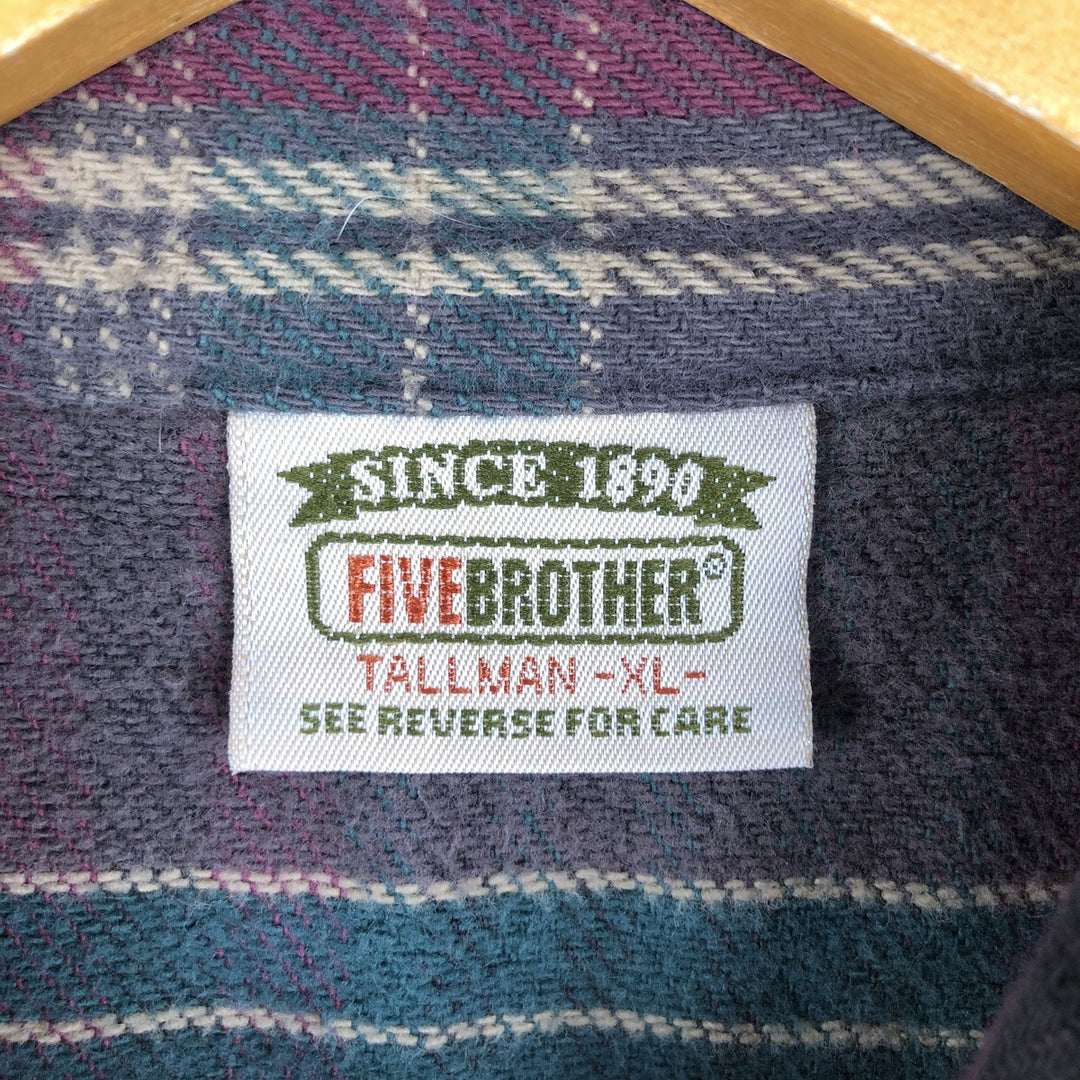 SINCE 1890
FIVEBROTHER®
TALLMAN -XL-
SEE REVERSE FOR CARE